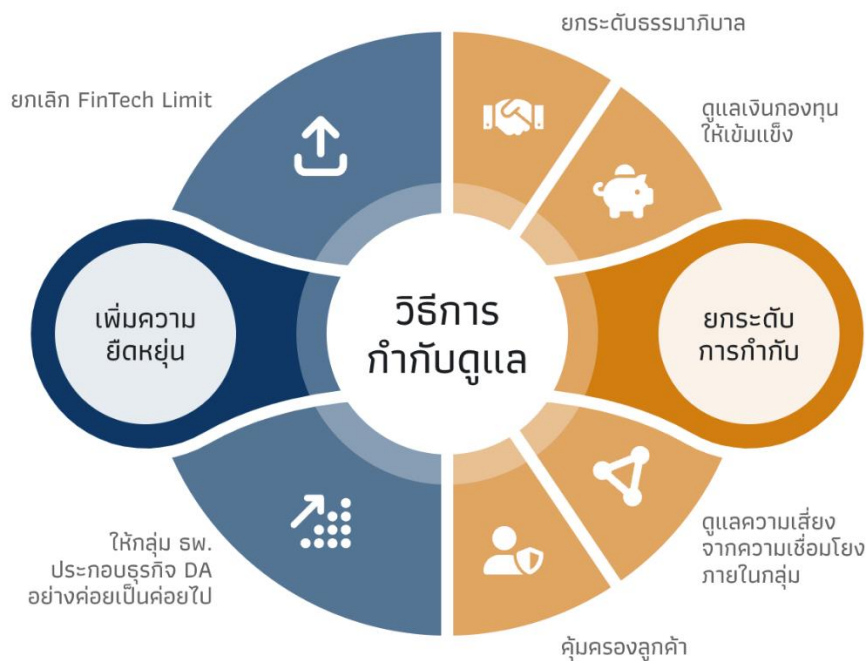 ยกระดับธรรมาภิบาล
ยกเลิก FinTech Limit
ดูแลเงินกองทุน
ให้เข้มแข็ง
เพิ่มความ
ยืดหยุ่น
วิธีการ
กำกับดูแล
ยกระดับ
การกำกับ
ให้กลุ่ม ธพ.
ประกอบธุรกิจ DA
อย่างค่อยเป็นค่อยไป
ดูแลความเสี่ยง
จากความเชื่อมโยง
ภายในกลุ่ม
คุ้มครองลูกค้า